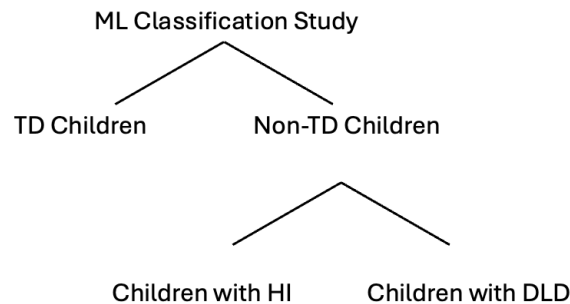 ML Classification Study
TD Children
Non-TD Children
Children with HI
Children with DLD